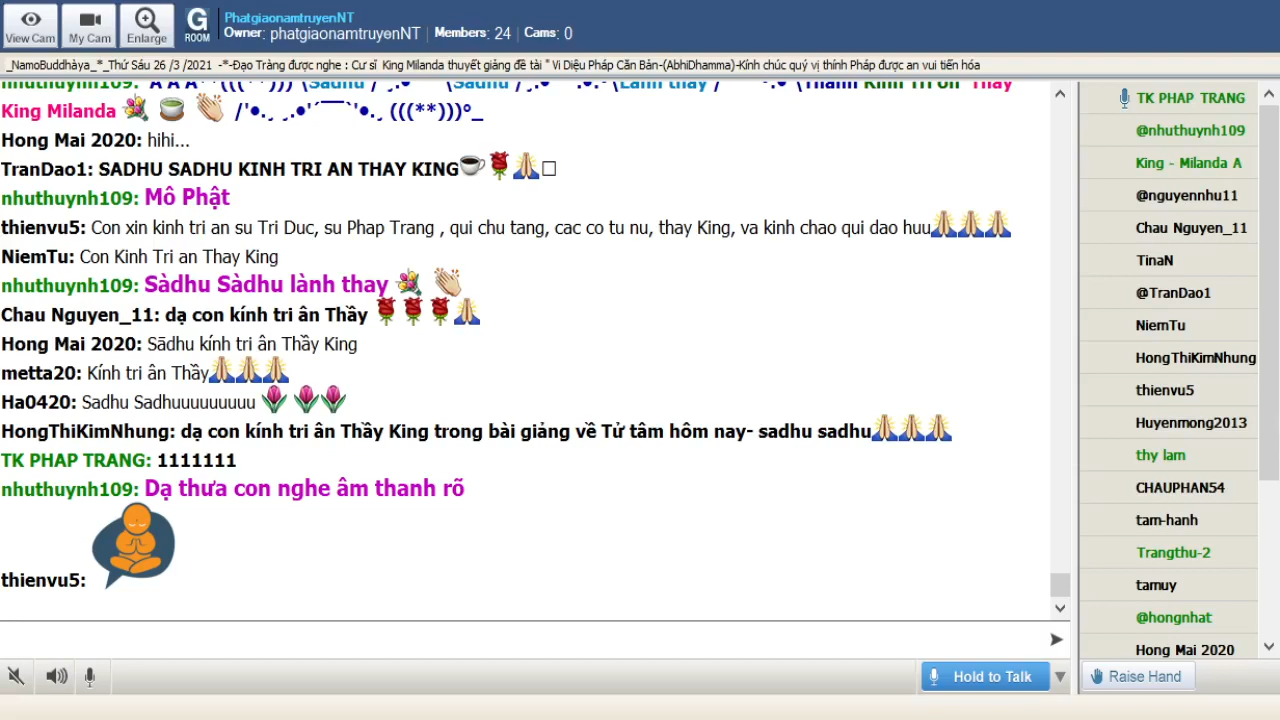 View Cam
My Cam
Enlarge
G
ROOM
PhatgiaonamtruyenNT
Owner: phatgiaonamtruyenNT | Members: 24 | Cams: 0
_NamoBuddhàya_*_Thứ Sáu 26 /3 /2021 -*-Đạo Tràng được nghe : Cư sĩ King Milanda thuyết giảng đề tài " Vi Diệu Pháp Căn Bản-(AbhiDhamma)-Kính chúc quý vị thính Pháp được an vui tiến hóa
King Milanda
Hong Mai 2020: hihi...
TranDao1: SADHU SADHU KINH TRI AN THAY KING
nhuthuynh109: Mô Phật
thienvu5: Con xin kinh tri an su Tri Duc, su Phap Trang , qui chu tang, cac co tu nu, thay King, va kinh chao qui dao huu
NiemTu: Con Kinh Tri an Thay King
nhuthuynh109: Sàdhu Sàdhu lành thay
Chau Nguyen_11: dạ con kính tri ân Thầy
Hong Mai 2020: Sādhu kính tri ân Thầy King
metta20: Kính tri ân Thầy
Ha0420: Sadhu Sadhuuuuuuuuu
HongThiKimNhung: dạ con kính tri ân Thầy King trong bài giảng về Tử tâm hôm nay- sadhu sadhu
TK PHAP TRANG: 1111111
nhuthuynh109: Dạ thưa con nghe âm thanh rõ
thienvu5:
TK PHAP TRANG
@nhuthuynh109
King - Milanda A
@nguyennhu11
Chau Nguyen_11
TinaN
@TranDao1
NiemTu
HongThiKimNhung
thienvu5
Huyenmong2013
thy lam
CHAUPHAN54
tam-hanh
Trangthu-2
tamuy
@hongnhat
Hong Mai 2020
Hold to Talk
Raise Hand